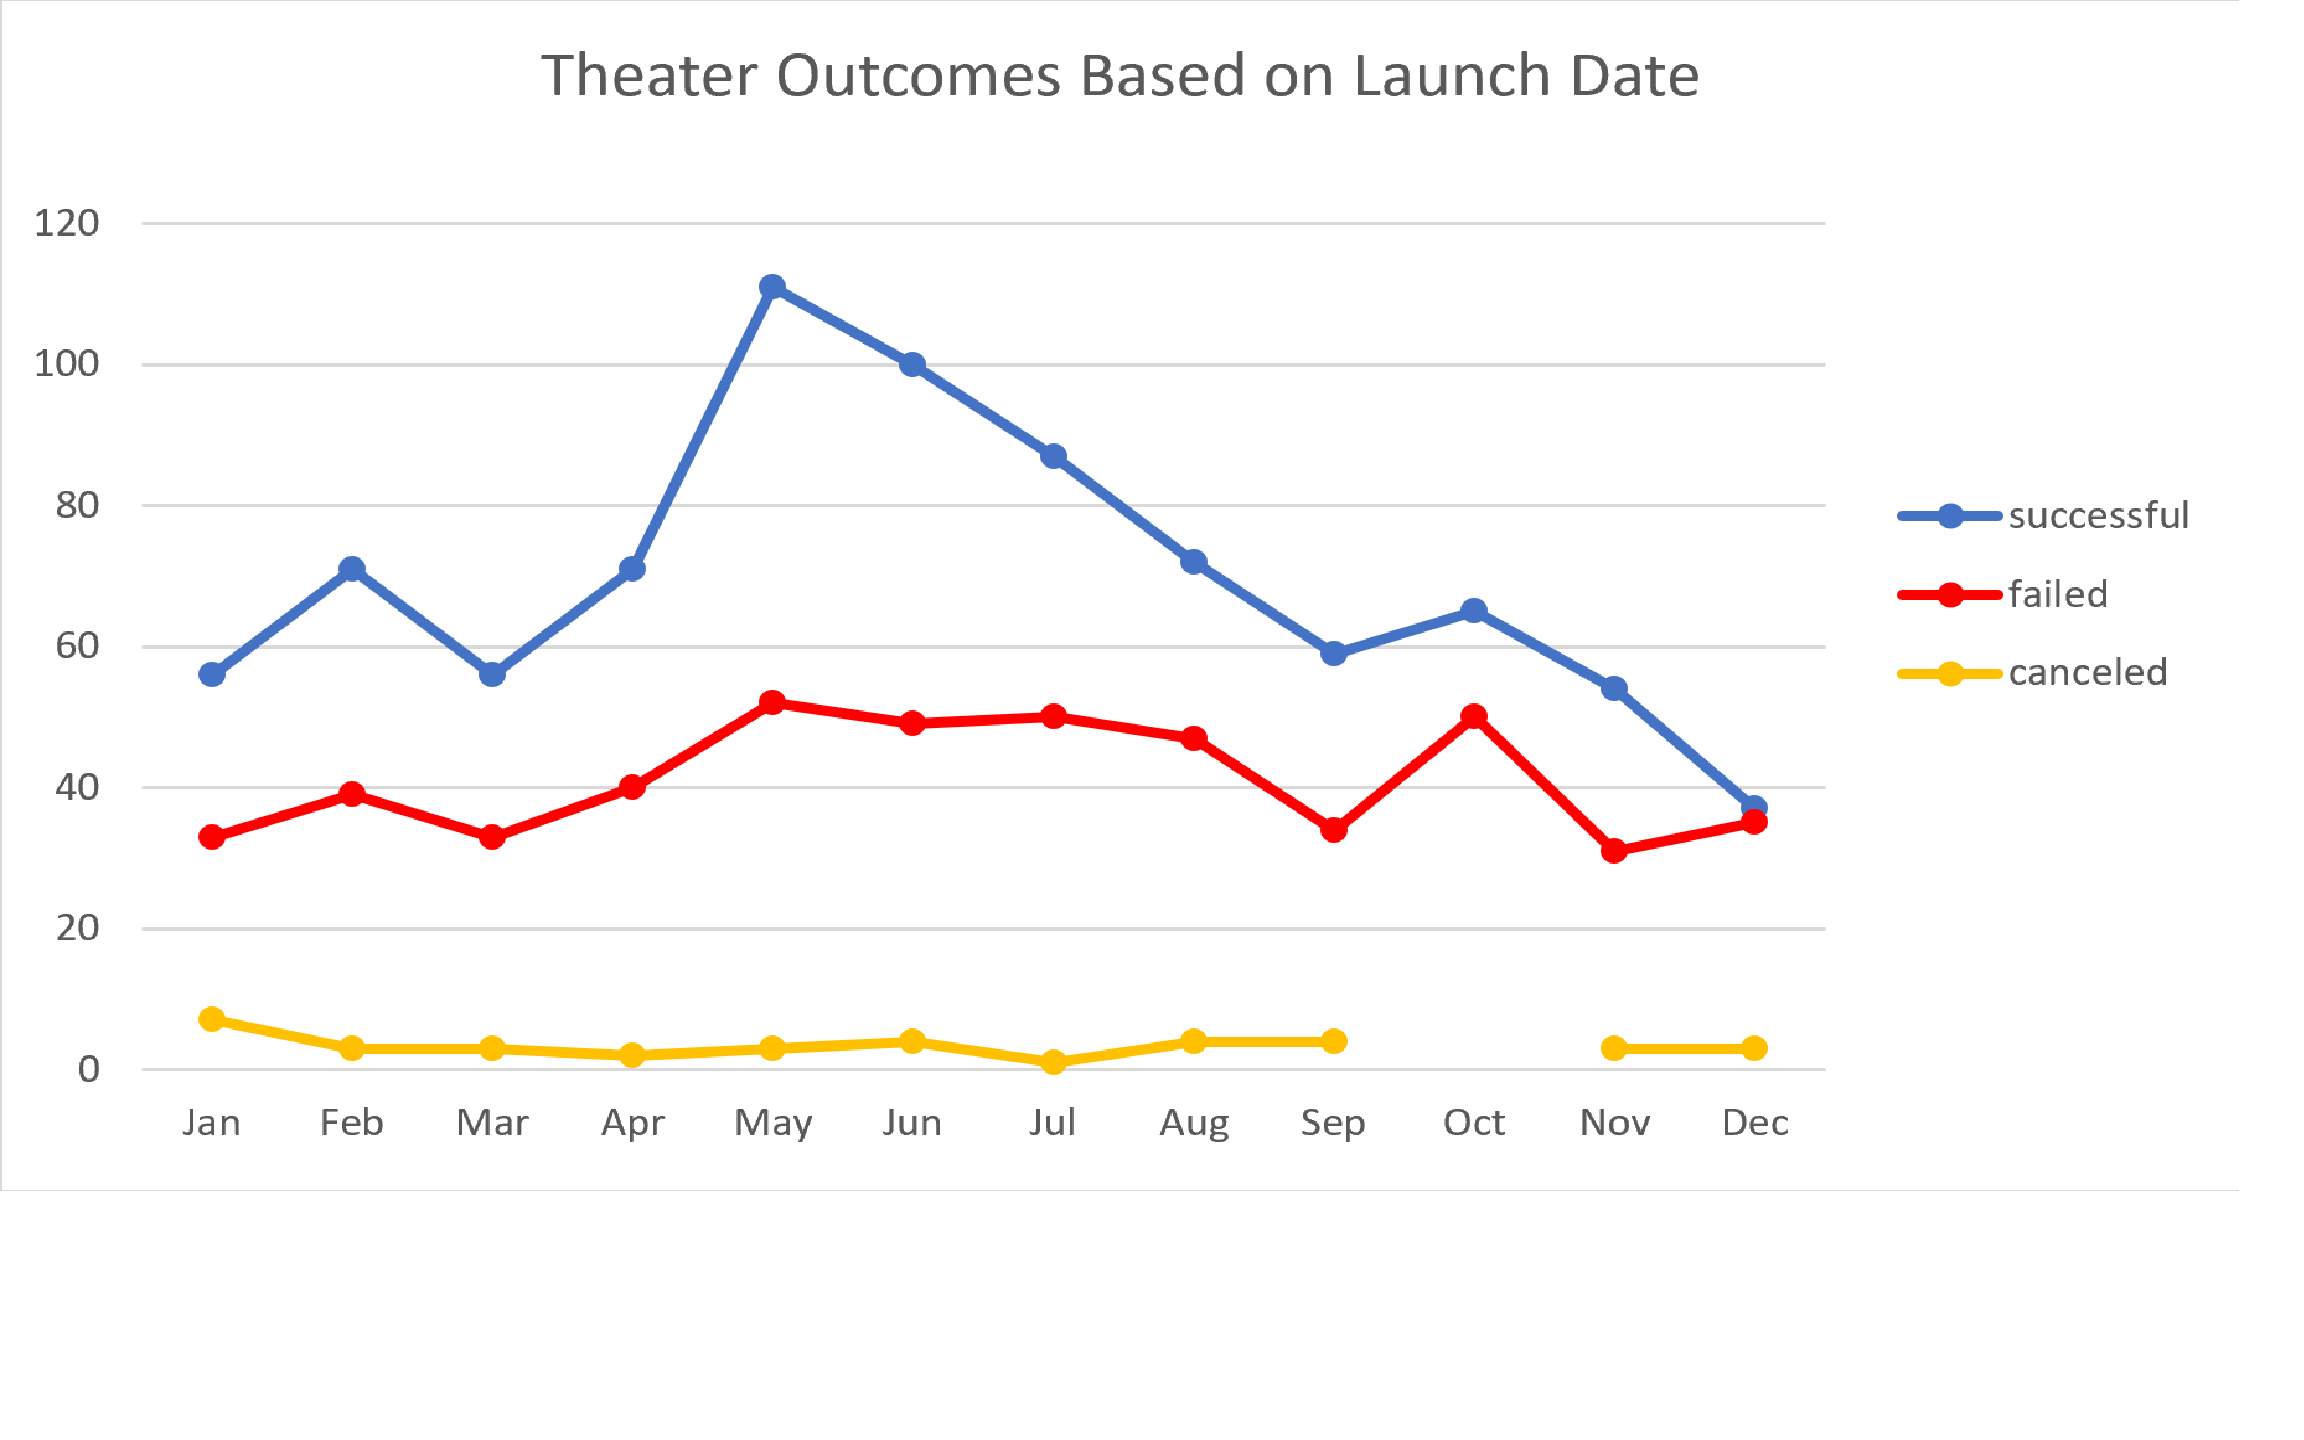 Theater Outcomes Based on Launch Date
120
100
80
60
40
20
0
Jan Feb Mar Apr May Jun Jul Aug Sep Oct Nov Dec
successful
failed
canceled